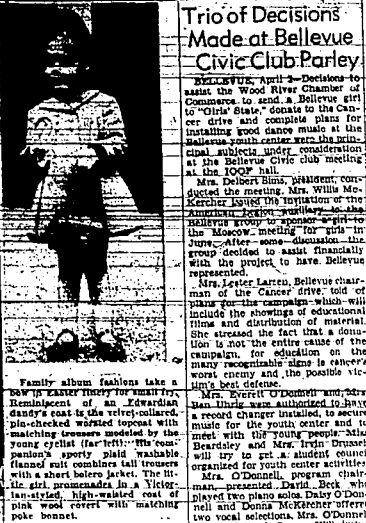 Trio of Decisions
Made at Bellevue
Civic Club Parley
BELLEVUE, April 2—Decisions to
assist the Wood River Chamber of
Commerce to send a Bellevue girl
to "Girls' State," donate to the Can-
cer drive and complete plans for
installing good dance music at the
Bellevue youth center were the prin-
cipal subjects under consideration
at the Bellevue Civic club meeting
at the IOOF hall.
Mrs. Delbert Sims, president, con-
ducted the meeting. Mrs. Willis Mc-
Kercher issued the invitation of the
American Legion auxiliary to the
Bellevue group to sponsor a girl to
the Moscow meeting for girls in
June. After some discussion the
group decided to assist financially
with the project to have Bellevue
represented.
Mrs. Lester Larsen, Bellevue chair-
man of the Cancer drive, told of
plans for the campaign which will
include the showings of educational
films and distribution of material.
She stressed the fact that a dona-
tion is not the entire cause of the
campaign, for education on the
many recognizable signs is cancer's
worst enemy and the possible vic-
tim's best defense.
Mrs. Everett O'Donnell and Mrs.
Ben Uhrig were authorized to have
a record changer installed, to secure
music for the youth center and to
meet with the young people. Mrs.
Beardsley and Mrs. Irvin
will try to get a student council
organized for youth center activities.
Mrs. O'Donnell, program chair-
man, presented David Beck who
played two piano solos. Daisy O'Don-
nell and Donna McKercher offered
two vocal selections. Mrs. O'Donnell
Family album fashions take a
bow in Easter finery for small fry.
Reminiscent of an Edwardian
dandy's coat is the velvet-collared,
pin-checked worsted topcoat with
matching trousers modeled by the
young cyclist (far left). His com-
panion's sporty plaid washable
flannel suit combines tall trousers
with a short bolero jacket. The lit-
tle girl promenades in a Victor-
ian-styled, high-waisted coat of
pink wool covert with matching
poke bonnet.